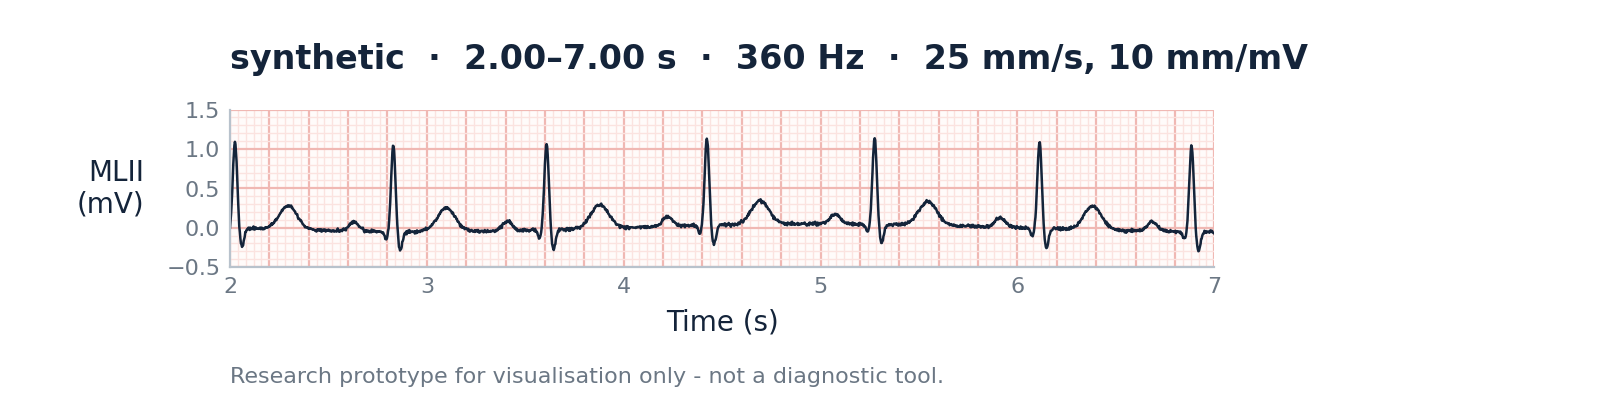 synthetic · 2.00–7.00 s · 360 Hz · 25 mm/s, 10 mm/mV
MLII
(mV)
1.5
1.0
0.5
0.0
−0.5
2 3 4 5 6 7
Time (s)
Research prototype for visualisation only - not a diagnostic tool.